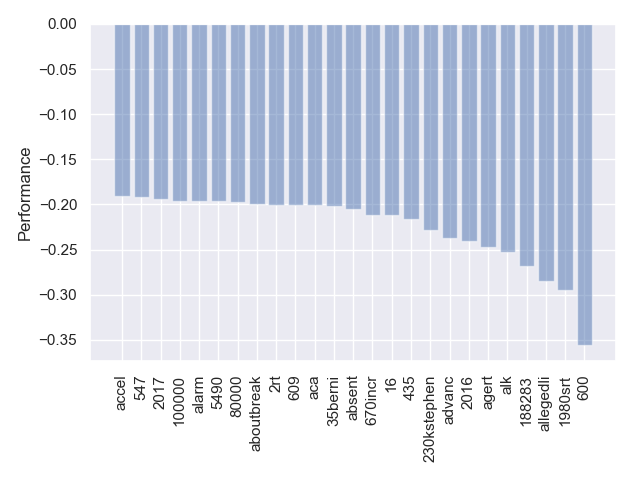 0.00
−0.05
−0.10
−0.15
−0.20
−0.25
−0.30
−0.35
Performance
accel
547
2017
100000
alarm
5490
80000
aboutbreak
2rt
609
aca
35berni
absent
670incr
16
435
230kstephen
advanc
2016
agert
alk
188283
allegedli
1980srt
600